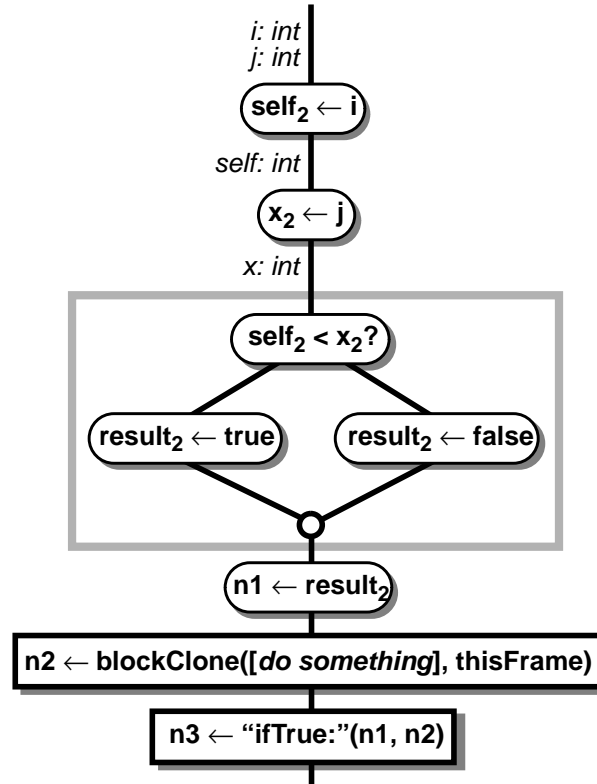 i: int
j: int
self₂ ← i
self: int
x₂ ← j
x: int
self₂ < x₂?
result₂ ← true
result₂ ← false
n1 ← result₂
n2 ← blockClone([do something], thisFrame)
n3 ← “ifTrue:”(n1, n2)